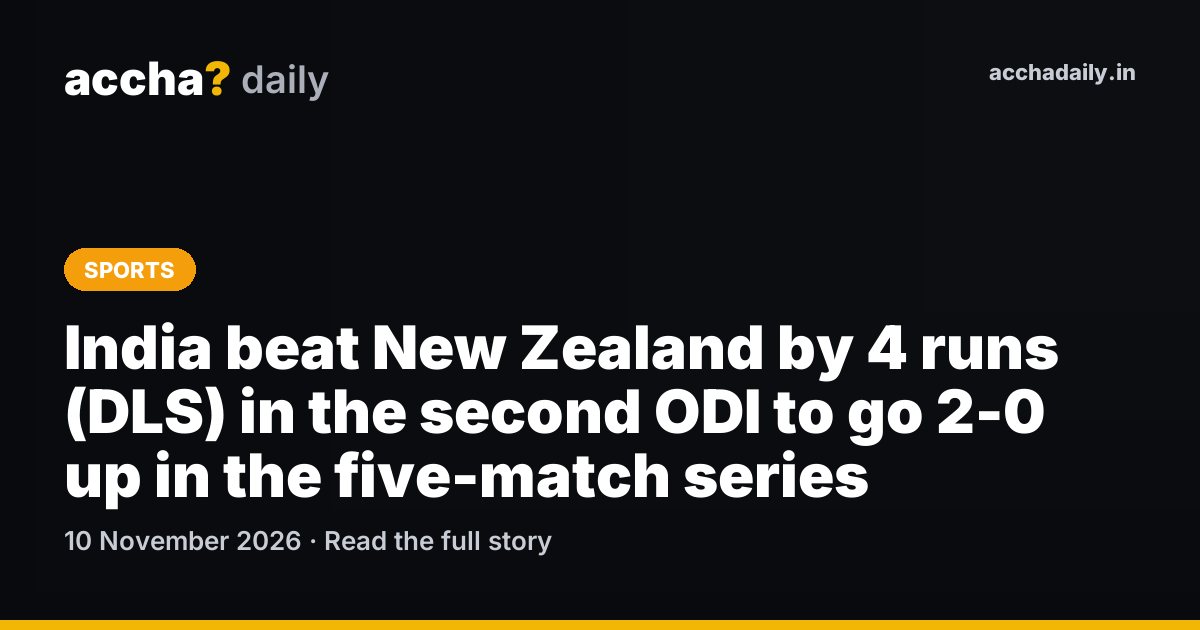 accha? daily
acchadaily.in
SPORTS
India beat New Zealand by 4 runs
(DLS) in the second ODI to go 2-0
up in the five-match series
10 November 2026 · Read the full story